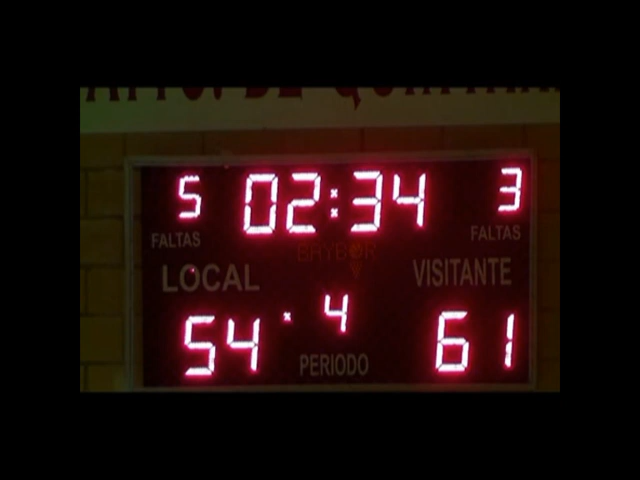 5 02:34 3
FALTAS FALTAS
LOCAL VISITANTE
54 4 61
PERIODO